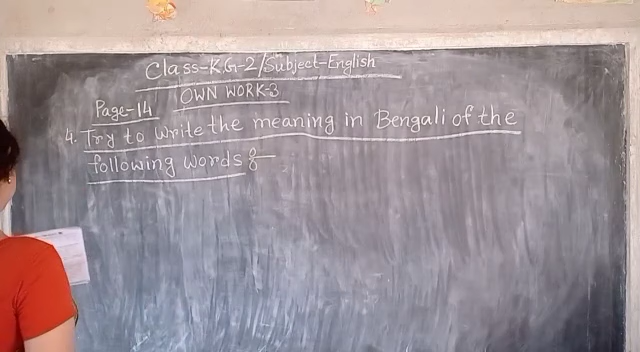 Class-K.G-2/Subject-English
OWN WORK-3
Page-14
4. Try to write the meaning in Bengali of the
following words :-